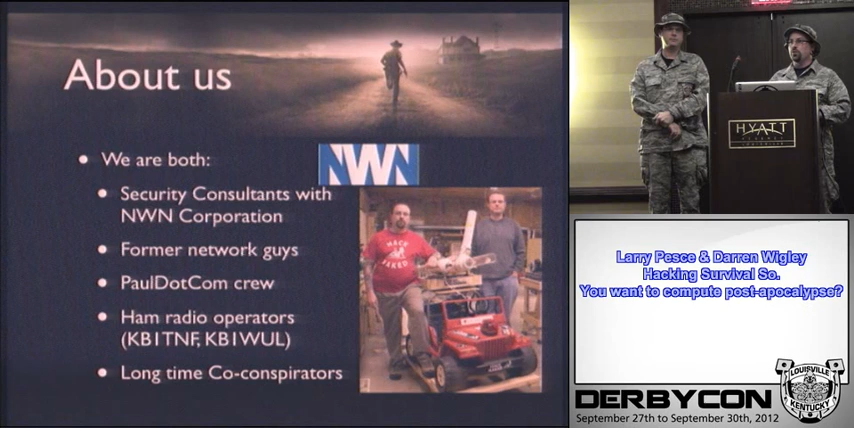 About us
We are both:
NWN
Security Consultants with
NWN Corporation
Former network guys
PaulDotCom crew
Ham radio operators
(KB1TNF, KB1WUL)
Long time Co-conspirators
HACK
NAKED
HYATT
Larry Pesce & Darren Wigley
Hacking Survival So.
You want to compute post-apocalypse?
DERBYCON
September 27th to September 30th, 2012
LOUISVILLE
KENTUCKY